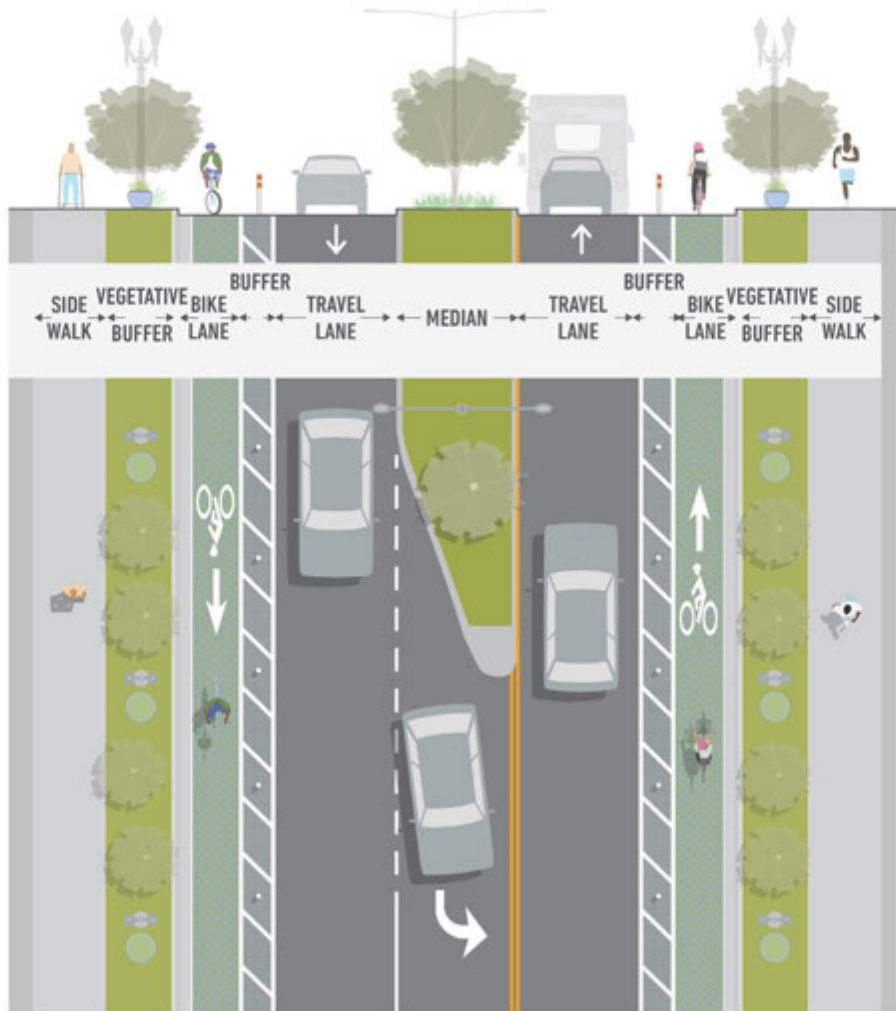 SIDE WALK
VEGETATIVE BUFFER
BIKE LANE
BUFFER
TRAVEL LANE
MEDIAN
TRAVEL LANE
BUFFER
BIKE LANE
VEGETATIVE BUFFER
SIDE WALK